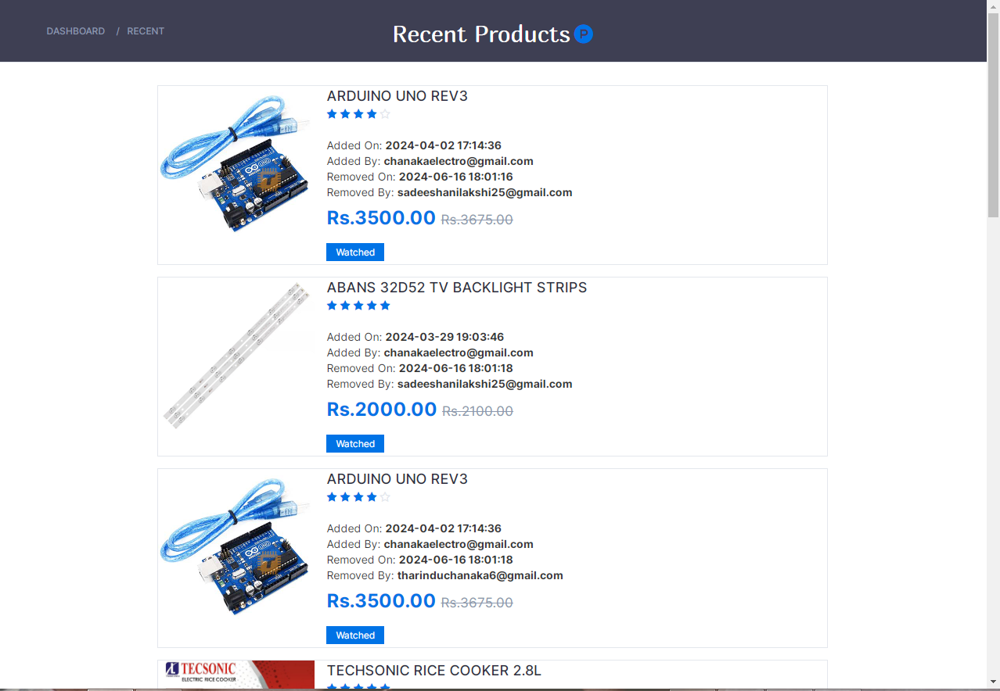 DASHBOARD / RECENT
Recent Products P
ARDUINO UNO REV3
Added On: 2024-04-02 17:14:36
Added By: chanakaelectro@gmail.com
Removed On: 2024-06-16 18:01:16
Removed By: sadeeshanilakshi25@gmail.com
Rs.3500.00 Rs.3675.00
Watched
ABANS 32D52 TV BACKLIGHT STRIPS
Added On: 2024-03-29 19:03:46
Added By: chanakaelectro@gmail.com
Removed On: 2024-06-16 18:01:18
Removed By: sadeeshanilakshi25@gmail.com
Rs.2000.00 Rs.2100.00
Watched
ARDUINO UNO REV3
Added On: 2024-04-02 17:14:36
Added By: chanakaelectro@gmail.com
Removed On: 2024-06-16 18:01:18
Removed By: tharinduchanaka6@gmail.com
Rs.3500.00 Rs.3675.00
Watched
TECSONIC
ELECTRIC RICE COOKER
TECHSONIC RICE COOKER 2.8L